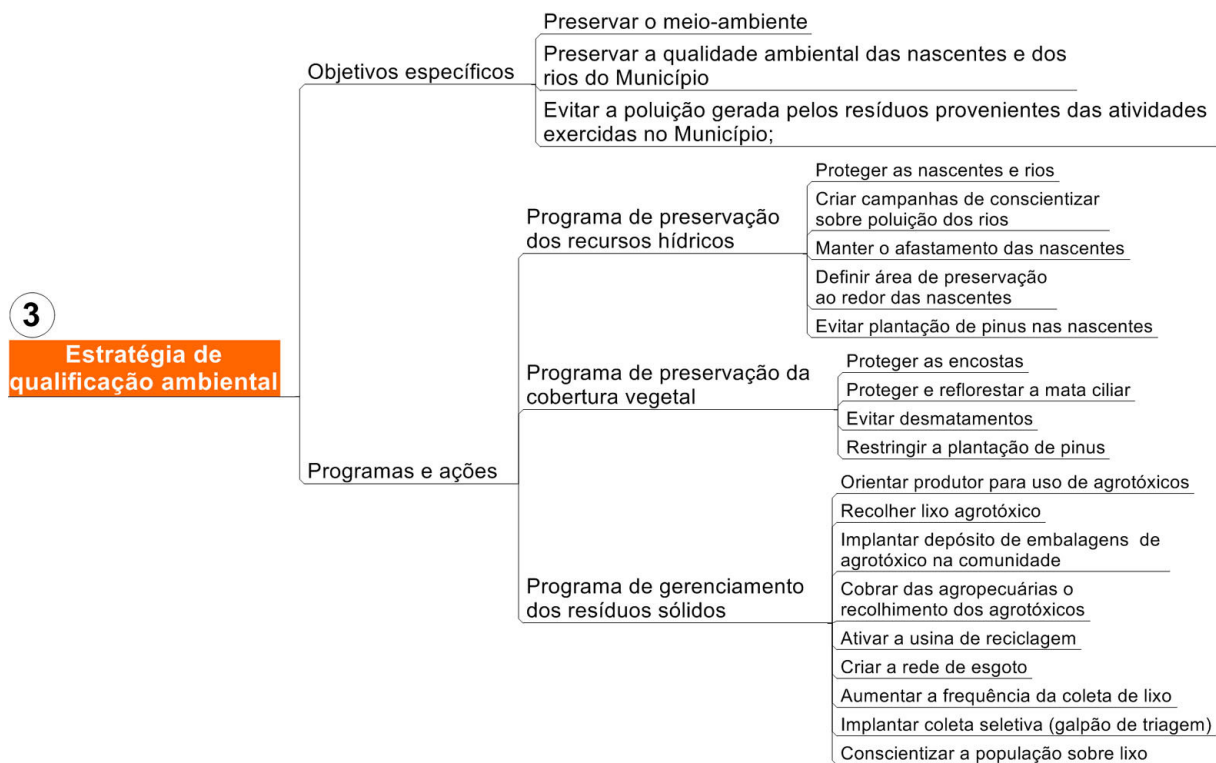 Preservar o meio-ambiente
Objetivos específicos
Preservar a qualidade ambiental das nascentes e dos
rios do Município
Evitar a poluição gerada pelos resíduos provenientes das atividades
exercidas no Município;
3
Estratégia de
qualificação ambiental
Programas e ações
Programa de preservação
dos recursos hídricos
Proteger as nascentes e rios
Criar campanhas de conscientizar
sobre poluição dos rios
Manter o afastamento das nascentes
Definir área de preservação
ao redor das nascentes
Evitar plantação de pinus nas nascentes
Programa de preservação da
cobertura vegetal
Proteger as encostas
Proteger e reflorestar a mata ciliar
Evitar desmatamentos
Restringir a plantação de pinus
Programa de gerenciamento
dos resíduos sólidos
Orientar produtor para uso de agrotóxicos
Recolher lixo agrotóxico
Implantar depósito de embalagens de
agrotóxico na comunidade
Cobrar das agropecuárias o
recolhimento dos agrotóxicos
Ativar a usina de reciclagem
Criar a rede de esgoto
Aumentar a frequência da coleta de lixo
Implantar coleta seletiva (galpão de triagem)
Conscientizar a população sobre lixo